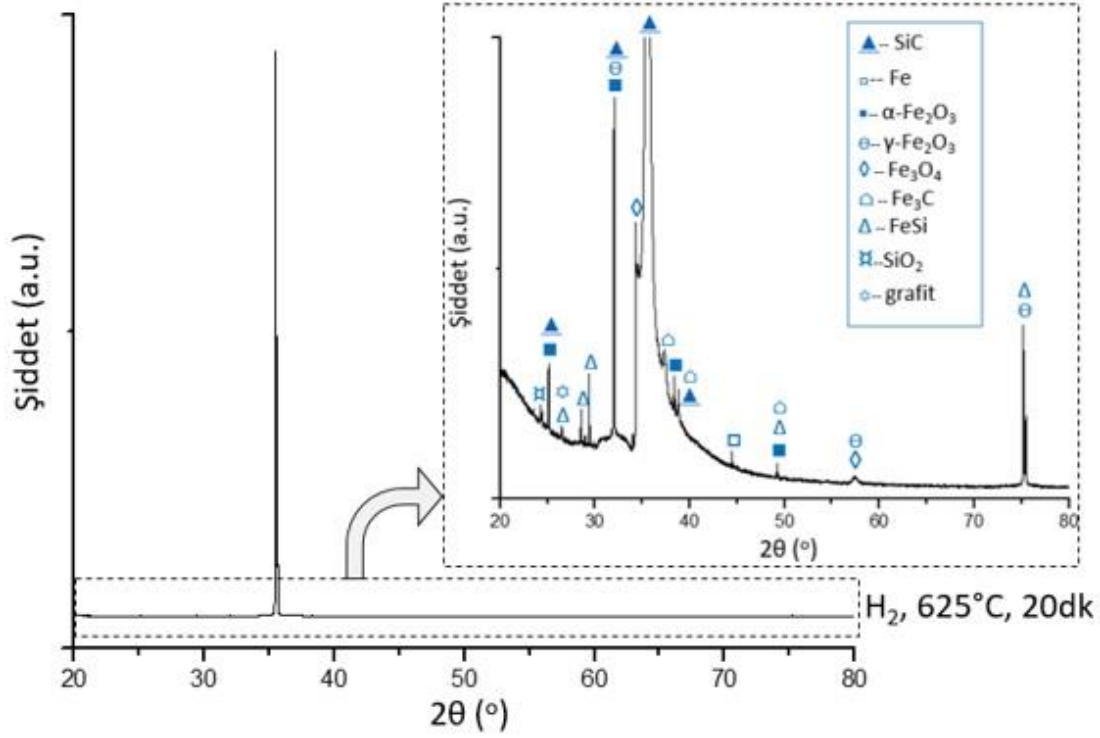 Şiddet (a.u.)
20 30 40 50 60 70 80
2θ (°)
H₂, 625°C, 20dk
Şiddet (a.u.)
20 30 40 50 60 70 80
2θ (°)
-- SiC
-- Fe
-- α-Fe₂O₃
-- γ-Fe₂O₃
-- Fe₃O₄
-- Fe₃C
-- FeSi
--SiO₂
-- grafit